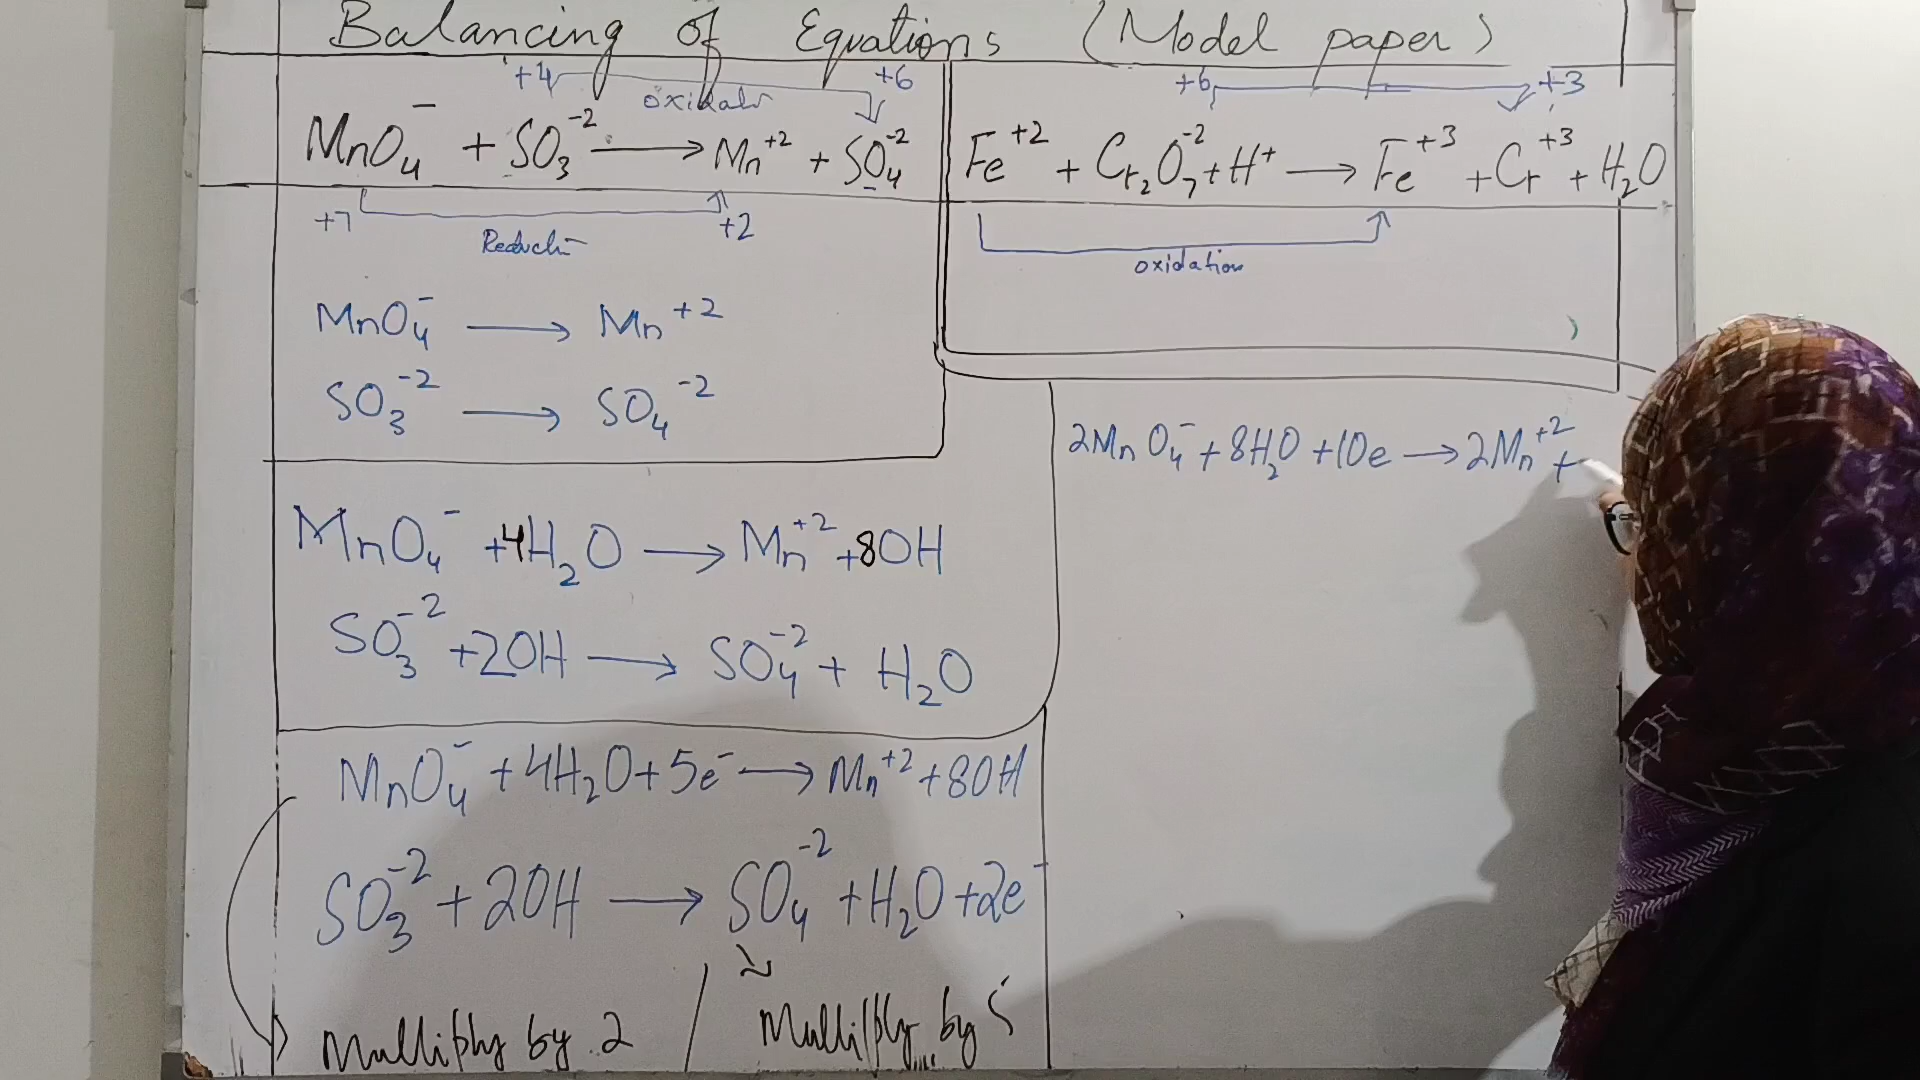 Balancing of Equations (Model paper)
+4 oxidatn +6
MnO₄⁻ + SO₃⁻² → Mn⁺² + SO₄⁻²
+7 Reducti +2
MnO₄⁻ → Mn⁺²
SO₃⁻² → SO₄⁻²
MnO₄⁻ +4H₂O → Mn⁺² +8OH
SO₃⁻² +2OH → SO₄⁻² + H₂O
MnO₄⁻ +4H₂O+5e⁻ → Mn⁺² +8OH
SO₃⁻² + 2OH → SO₄⁻² +H₂O +2e⁻
Multiply by 2 / Multiply by 5
+6 +3
Fe⁺² + Cr₂O₇⁻² + H⁺ → Fe⁺³ + Cr⁺³ + H₂O
oxidation
2MnO₄⁻ + 8H₂O +10e → 2Mn⁺² +